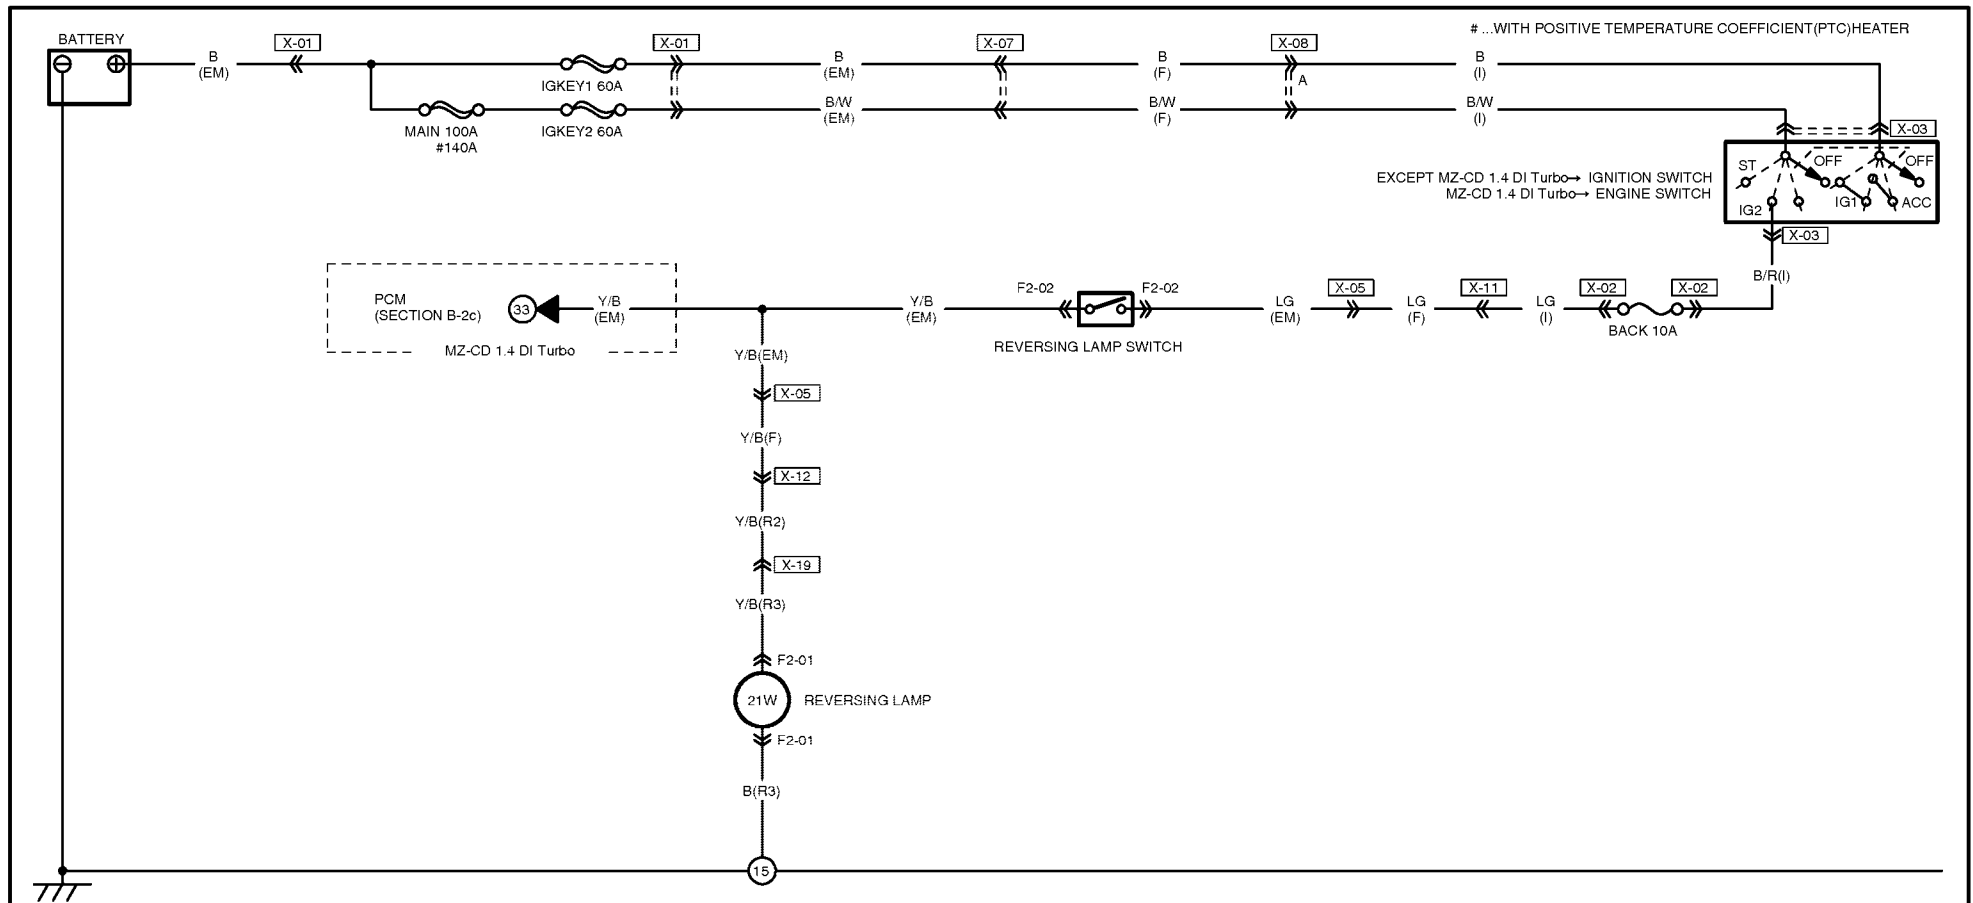 # ...WITH POSITIVE TEMPERATURE COEFFICIENT(PTC)HEATER
BATTERY
X-01
X-01
X-07
X-08
B
(EM)
IGKEY1 60A
B
(EM)
B
(F)
A
B
(I)
MAIN 100A
#140A
IGKEY2 60A
B/W
(EM)
B/W
(F)
B/W
(I)
X-03
ST
OFF
OFF
EXCEPT MZ-CD 1.4 DI Turbo→ IGNITION SWITCH
MZ-CD 1.4 DI Turbo→ ENGINE SWITCH
IG2
IG1
ACC
X-03
B/R(I)
PCM
(SECTION B-2c)
33
Y/B
(EM)
MZ-CD 1.4 DI Turbo
Y/B
(EM)
F2-02
F2-02
REVERSING LAMP SWITCH
LG
(EM)
X-05
LG
(F)
X-11
LG
(I)
X-02
X-02
BACK 10A
Y/B(EM)
X-05
Y/B(F)
X-12
Y/B(R2)
X-19
Y/B(R3)
F2-01
21W
REVERSING LAMP
F2-01
B(R3)
15